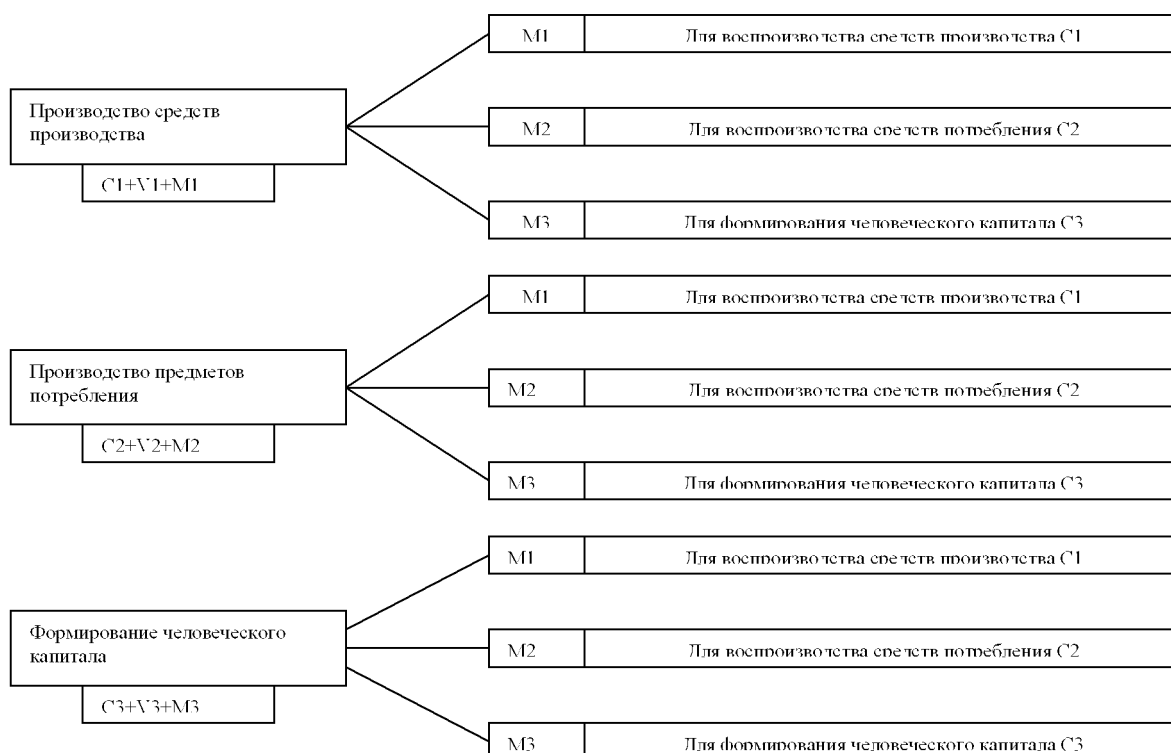 М1 Для воспроизводства средств производства С1
Производство средств
производства
М2 Для воспроизводства средств потребления С2
С1+V1+М1
М3 Для формирования человеческого капитала С3
М1 Для воспроизводства средств производства С1
Производство предметов
потребления
М2 Для воспроизводства средств потребления С2
С2+V2+М2
М3 Для формирования человеческого капитала С3
М1 Для воспроизводства средств производства С1
Формирование человеческого
капитала
М2 Для воспроизводства средств потребления С2
С3+V3+М3
М3 Для формирования человеческого капитала С3